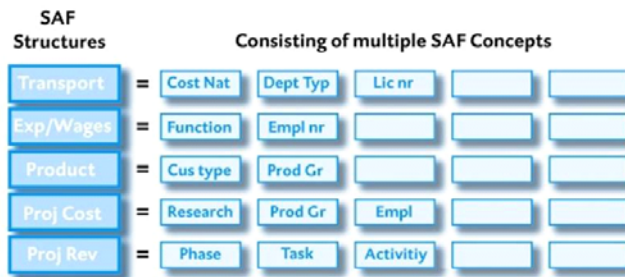 SAF
Structures
Consisting of multiple SAF Concepts
Transport = Cost Nat Dept Typ Lic nr
Exp/Wages = Function Empl nr
Product = Cus type Prod Gr
Proj Cost = Research Prod Gr Empl
Proj Rev = Phase Task Activitiy